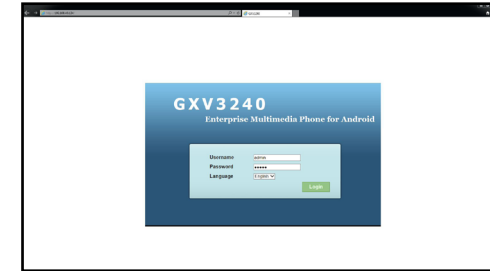 GXV3240
Enterprise Multimedia Phone for Android
Username admin
Password •••••
Language English
Login